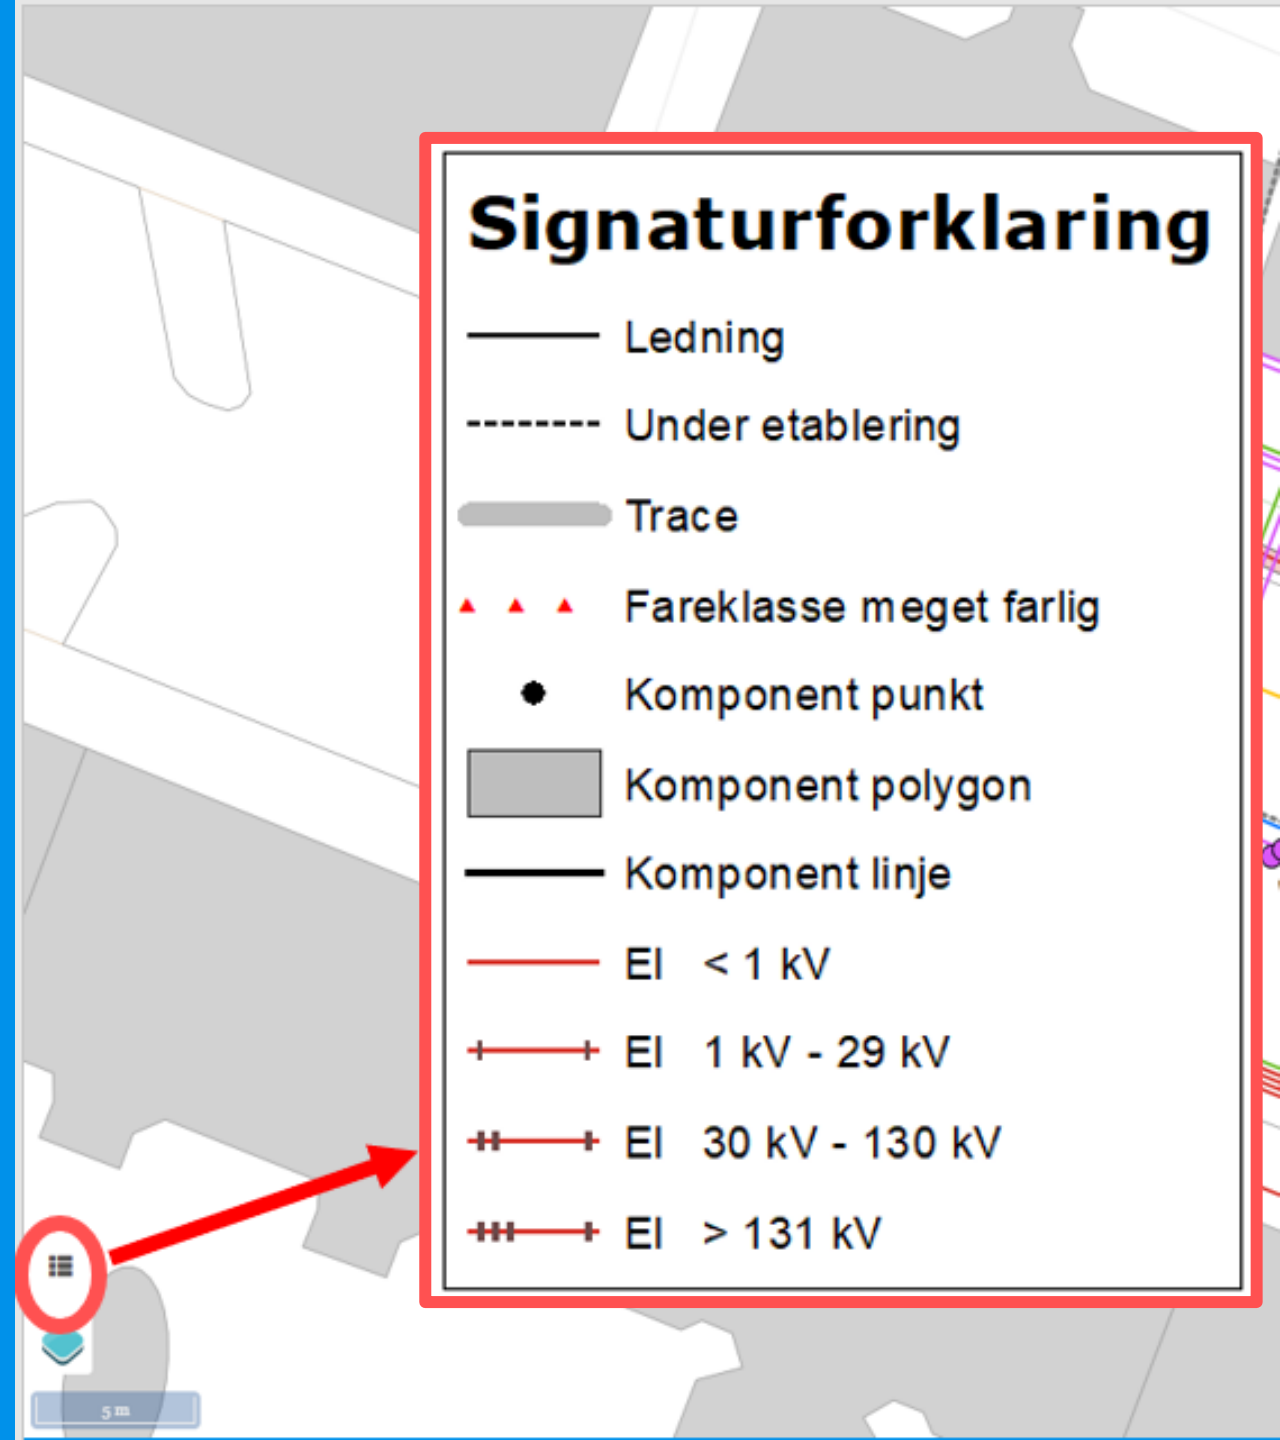 Signaturforklaring
Ledning
Under etablering
Trace
Fareklasse meget farlig
Komponent punkt
Komponent polygon
Komponent linje
El < 1 kV
El 1 kV - 29 kV
El 30 kV - 130 kV
El > 131 kV
5 m